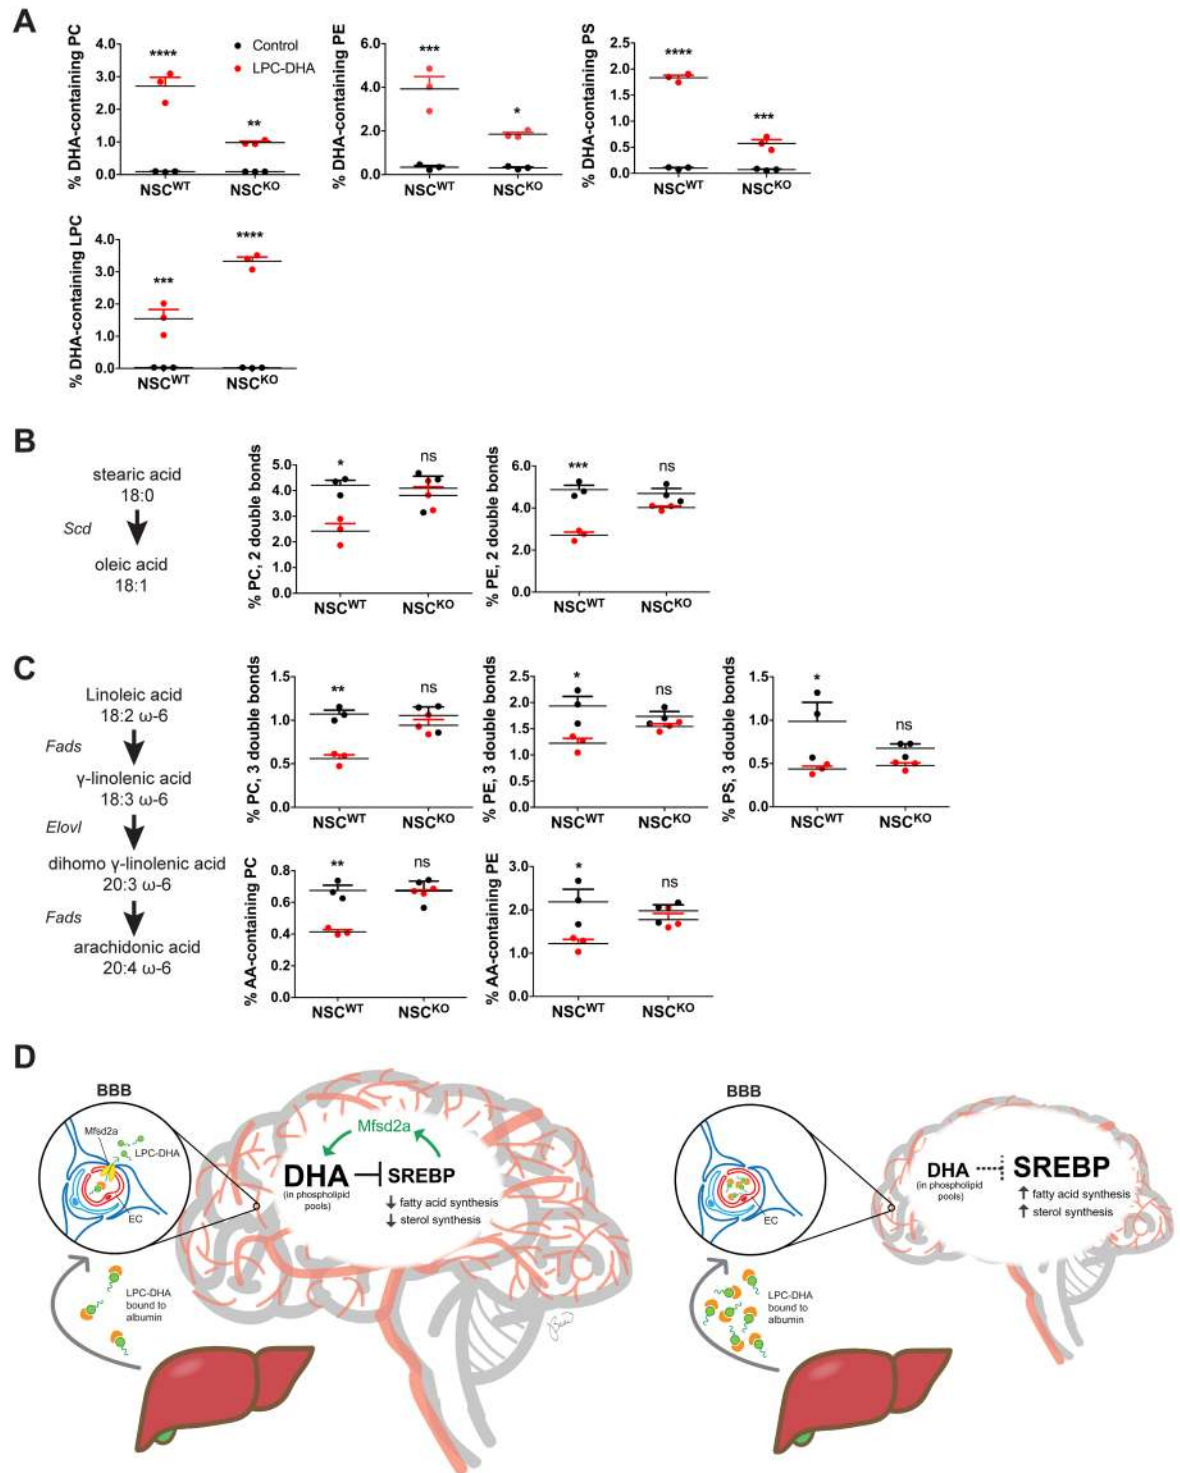 A
% DHA-containing PC
4.0
3.0
2.0
1.0
0.0
****
**
NSCWT
NSCKO
Control
LPC-DHA
% DHA-containing PE
6.0
4.0
2.0
0.0
***
*
NSCWT
NSCKO
% DHA-containing PS
2.5
2.0
1.5
1.0
0.5
0.0
****
***
NSCWT
NSCKO
% DHA-containing LPC
4.0
3.0
2.0
1.0
0.0
***
****
NSCWT
NSCKO
B
stearic acid
18:0
Scd
oleic acid
18:1
% PC, 2 double bonds
5.0
4.0
3.0
2.0
1.0
0.0
*
ns
NSCWT
NSCKO
% PE, 2 double bonds
6.0
4.0
2.0
0.0
***
ns
NSCWT
NSCKO
C
Linoleic acid
18:2 ω-6
Fads
γ-linolenic acid
18:3 ω-6
Elovl
dihomo γ-linolenic acid
20:3 ω-6
Fads
arachidonic acid
20:4 ω-6
% PC, 3 double bonds
1.5
1.0
0.5
0.0
**
ns
NSCWT
NSCKO
% PE, 3 double bonds
2.5
2.0
1.5
1.0
0.5
0.0
*
ns
NSCWT
NSCKO
% PS, 3 double bonds
1.5
1.0
0.5
0.0
*
ns
NSCWT
NSCKO
% AA-containing PC
0.8
0.6
0.4
0.2
0.0
**
ns
NSCWT
NSCKO
% AA-containing PE
3.0
2.0
1.0
0.0
*
ns
NSCWT
NSCKO
D
BBB
Mfsd2a
LPC-DHA
EC
Mfsd2a
DHA
(in phospholipid
pools)
SREBP
fatty acid synthesis
sterol synthesis
LPC-DHA
bound to
albumin
BBB
EC
DHA
(in phospholipid
pools)
SREBP
fatty acid synthesis
sterol synthesis
LPC-DHA
bound to
albumin